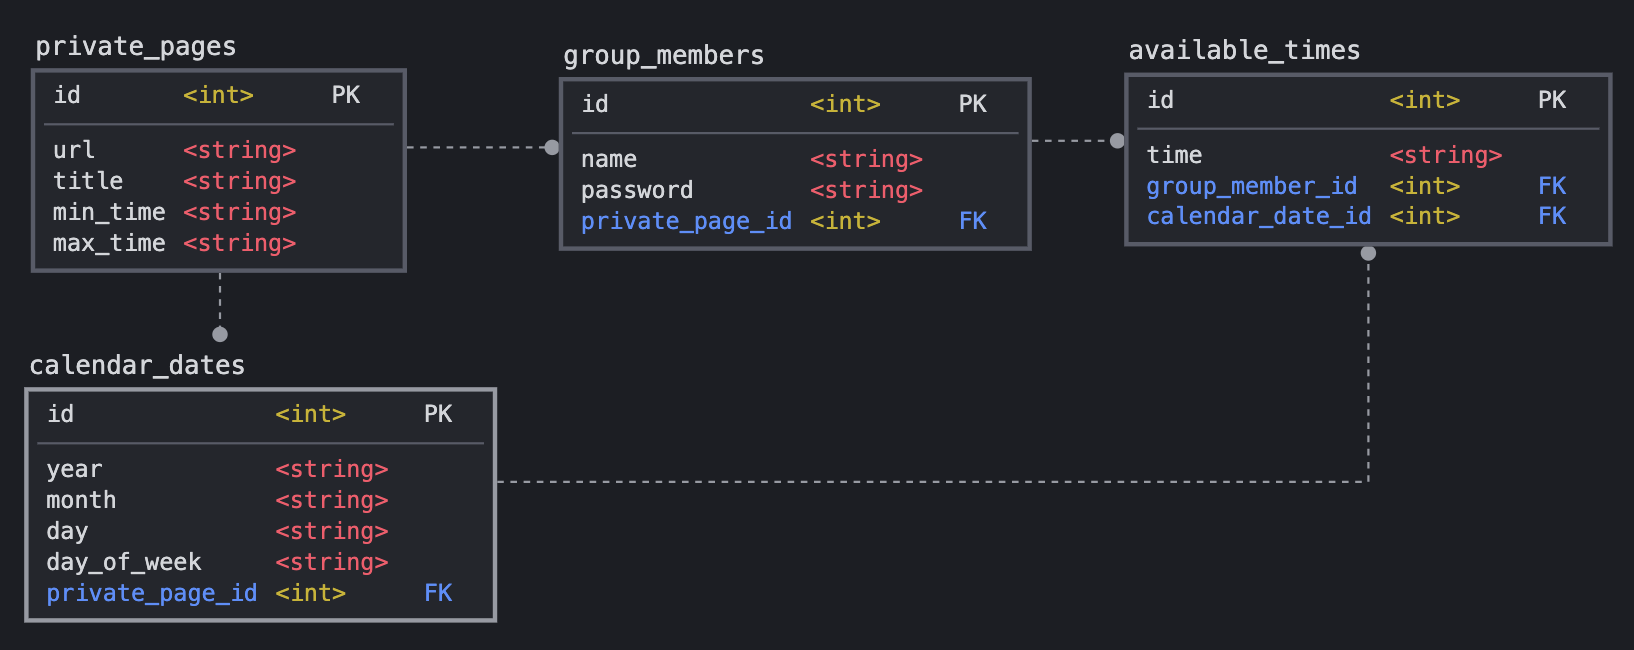 private_pages
id <int> PK
url <string>
title <string>
min_time <string>
max_time <string>
group_members
id <int> PK
name <string>
password <string>
private_page_id <int> FK
available_times
id <int> PK
time <string>
group_member_id <int> FK
calendar_date_id <int> FK
calendar_dates
id <int> PK
year <string>
month <string>
day <string>
day_of_week <string>
private_page_id <int> FK